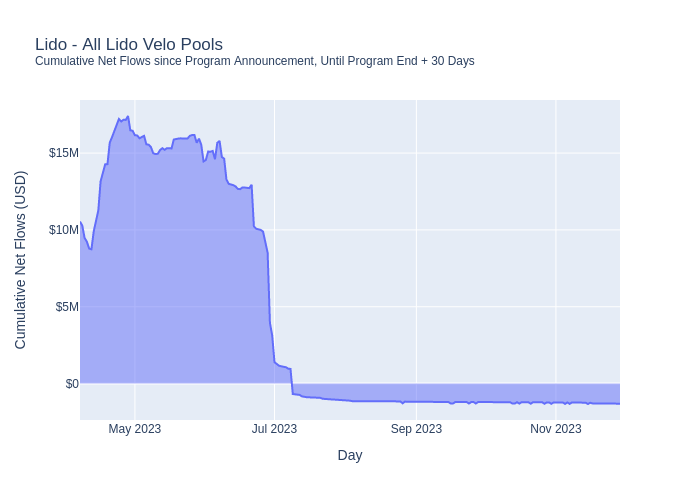 Lido - All Lido Velo Pools
Cumulative Net Flows since Program Announcement, Until Program End + 30 Days
Cumulative Net Flows (USD)
$15M
$10M
$5M
$0
May 2023
Jul 2023
Sep 2023
Nov 2023
Day